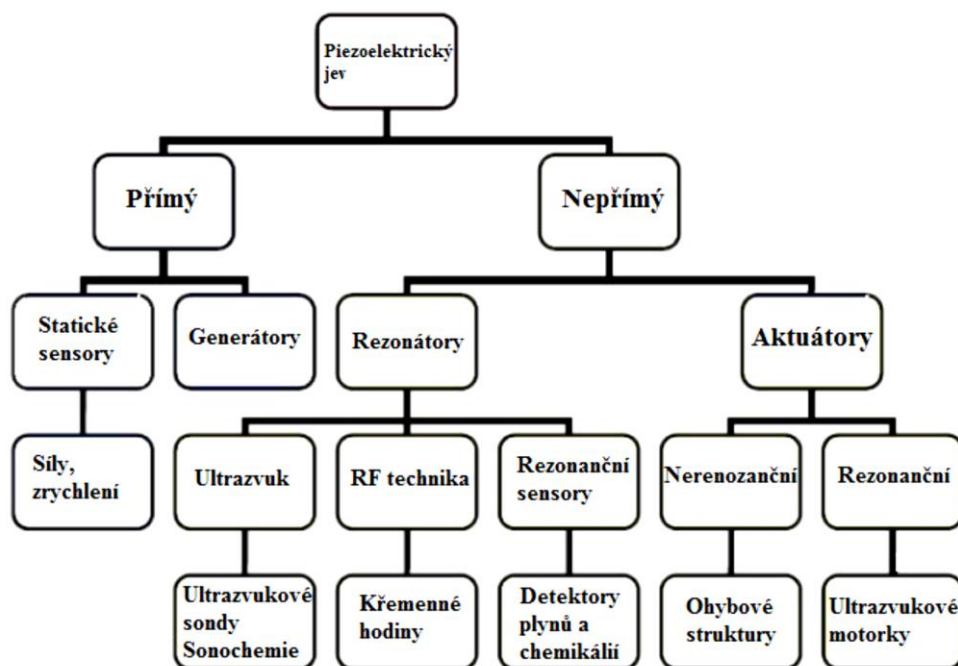 Piezoelektrický
jev
Přímý
Nepřímý
Statické
sensory
Generátory
Rezonátory
Aktuátory
Síly,
zrychlení
Ultrazvuk
RF technika
Rezonanční
sensory
Nerenozanční
Rezonanční
Ultrazvukové
sondy
Sonochemie
Křemenné
hodiny
Detektory
plynů a
chemikálií
Ohybové
struktury
Ultrazvukové
motorky